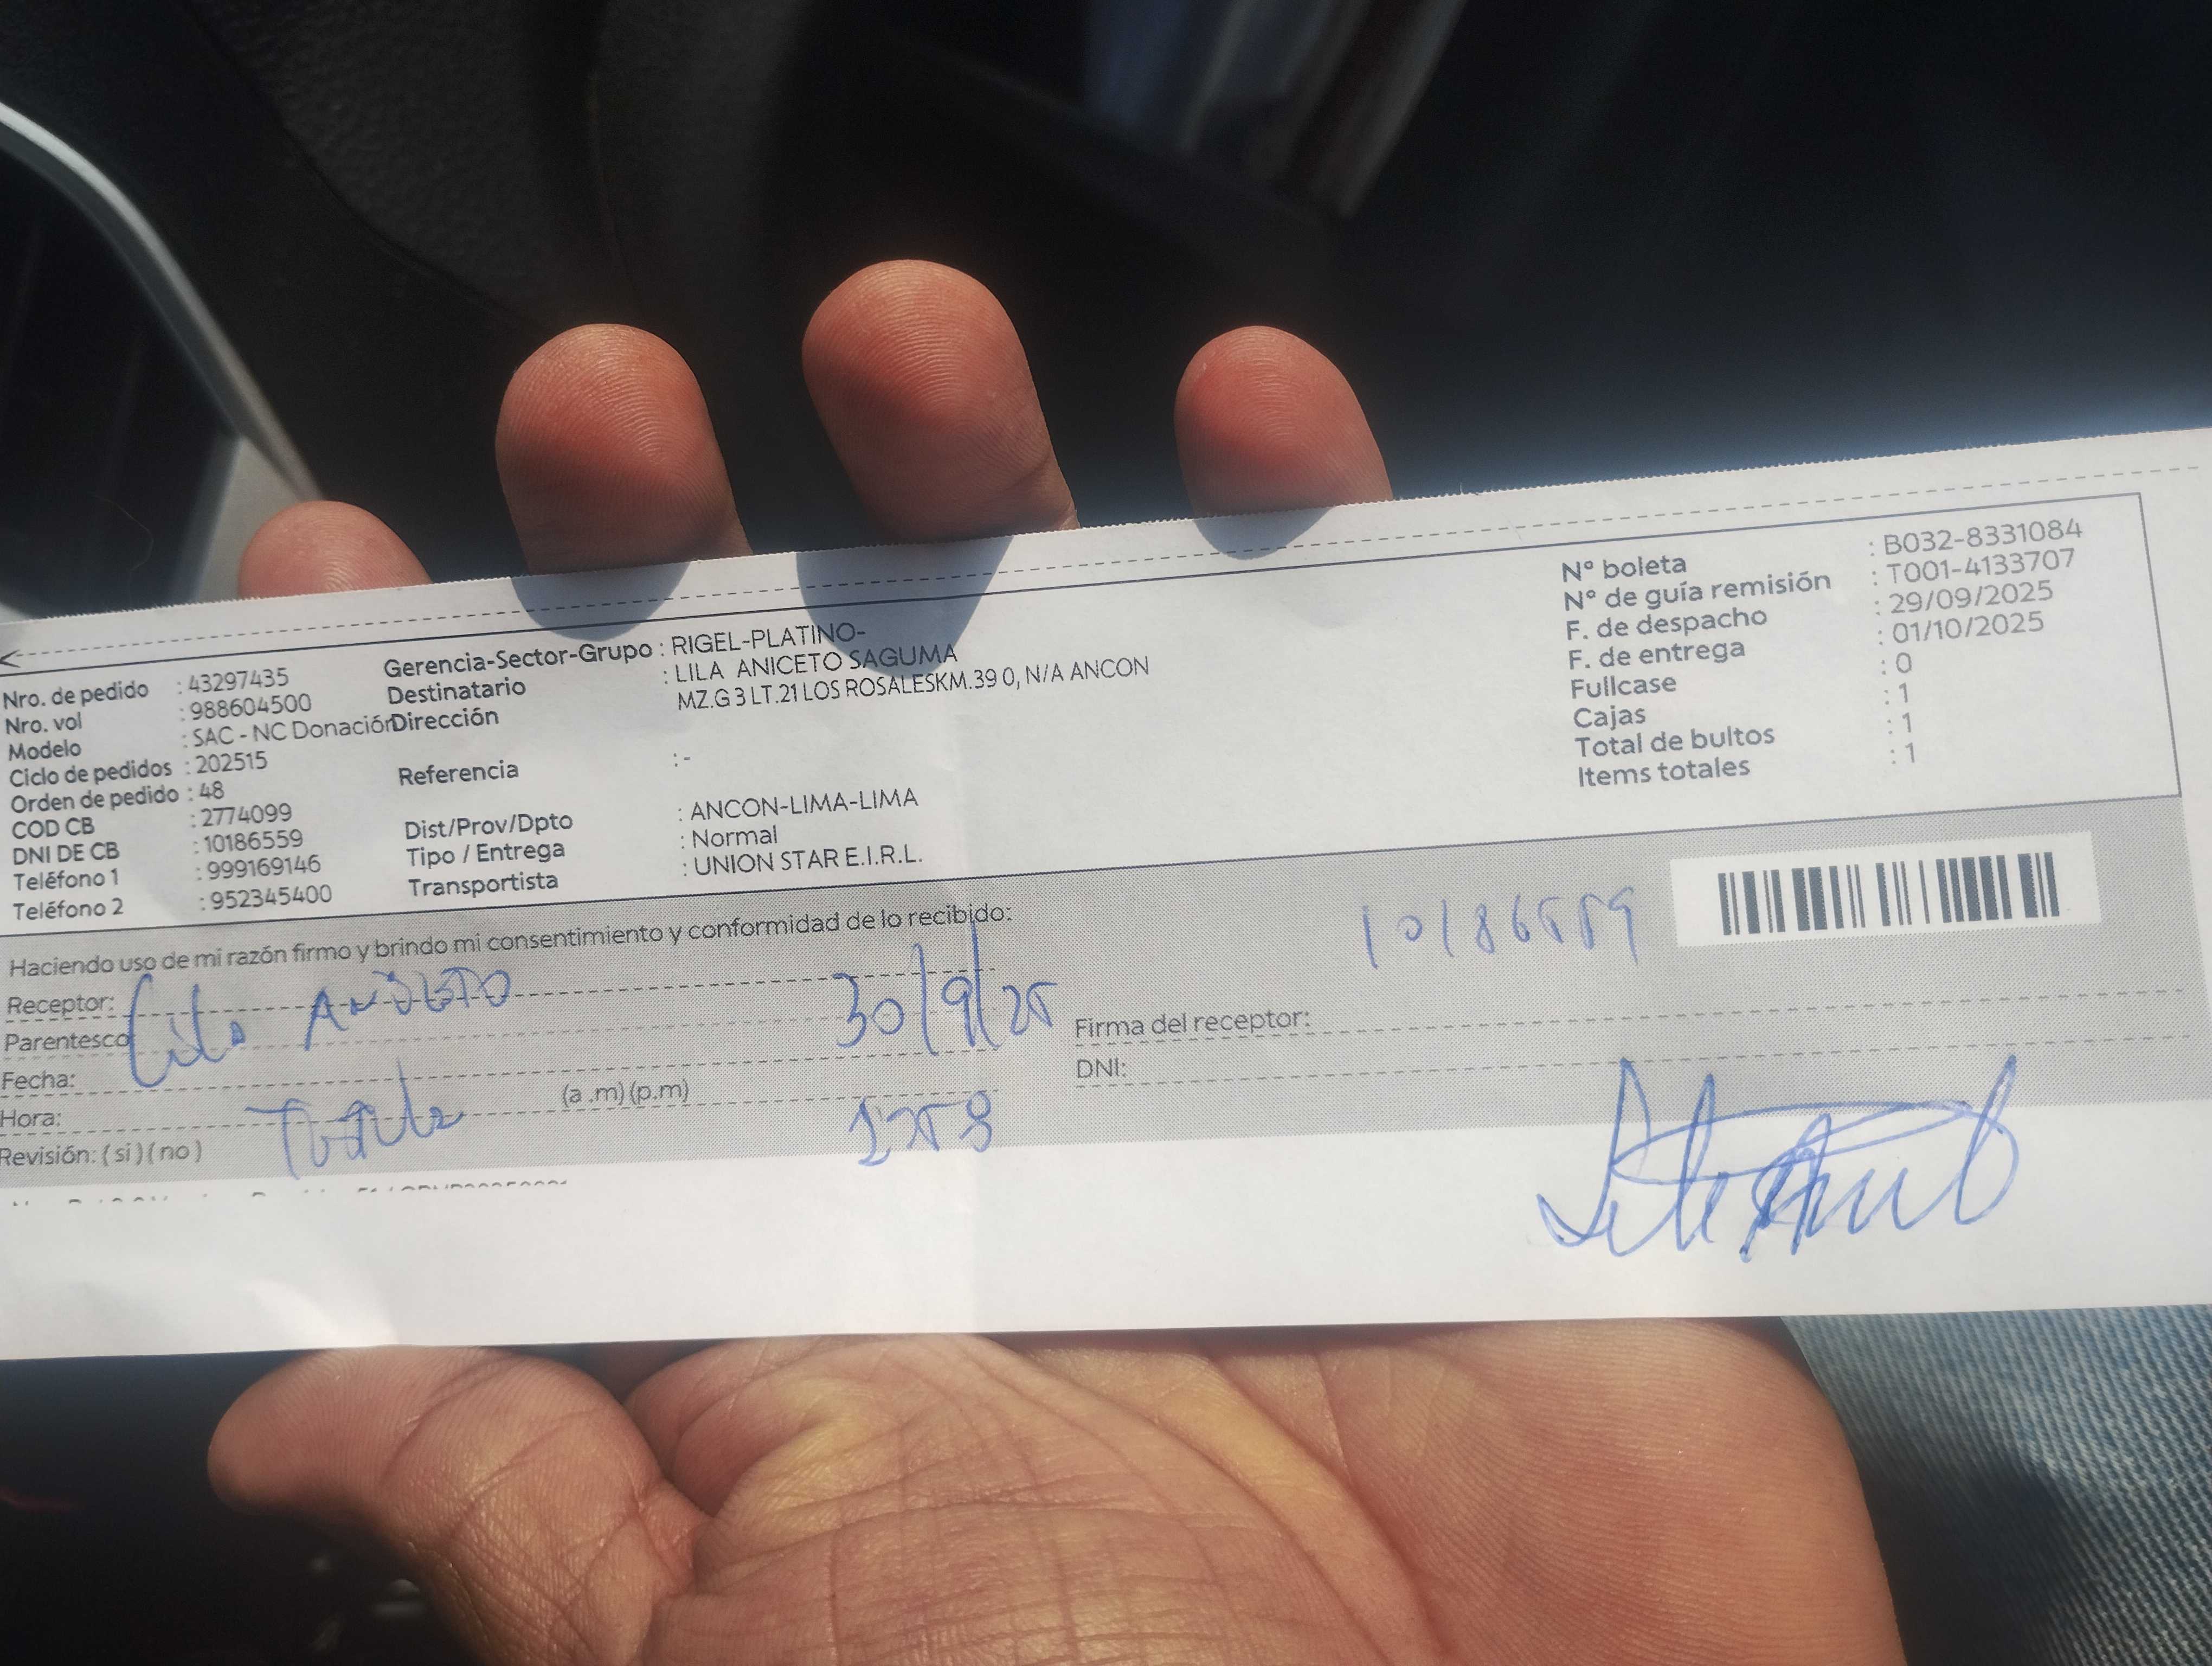 Nro. de pedido : 43297435
Nro. vol : 988604500
Modelo : SAC - NC Donación
Ciclo de pedidos : 202515
Orden de pedido : 48
COD CB : 2774099
DNI DE CB : 10186559
Teléfono 1 : 999169146
Teléfono 2 : 952345400
Gerencia-Sector-Grupo : RIGEL-PLATINO-
Destinatario : LILA ANICETO SAGUMA
Dirección MZ.G 3 LT.21 LOS ROSALESKM.39 0, N/A ANCON
Referencia : -
Dist/Prov/Dpto : ANCON-LIMA-LIMA
Tipo / Entrega : Normal
Transportista : UNION STAR E.I.R.L.
N° boleta : B032-8331084
N° de guía remisión : T001-4133707
F. de despacho : 29/09/2025
F. de entrega : 01/10/2025
Fullcase : 0
Cajas : 1
Total de bultos : 1
Items totales : 1
Haciendo uso de mi razón firmo y brindo mi consentimiento y conformidad de lo recibido:
10186559
Receptor: Lila ANICETO
30/9/25
Parentesco
Fecha:
Hora: (a.m) (p.m)
Revisión: (si) (no)
Firma del receptor:
DNI: